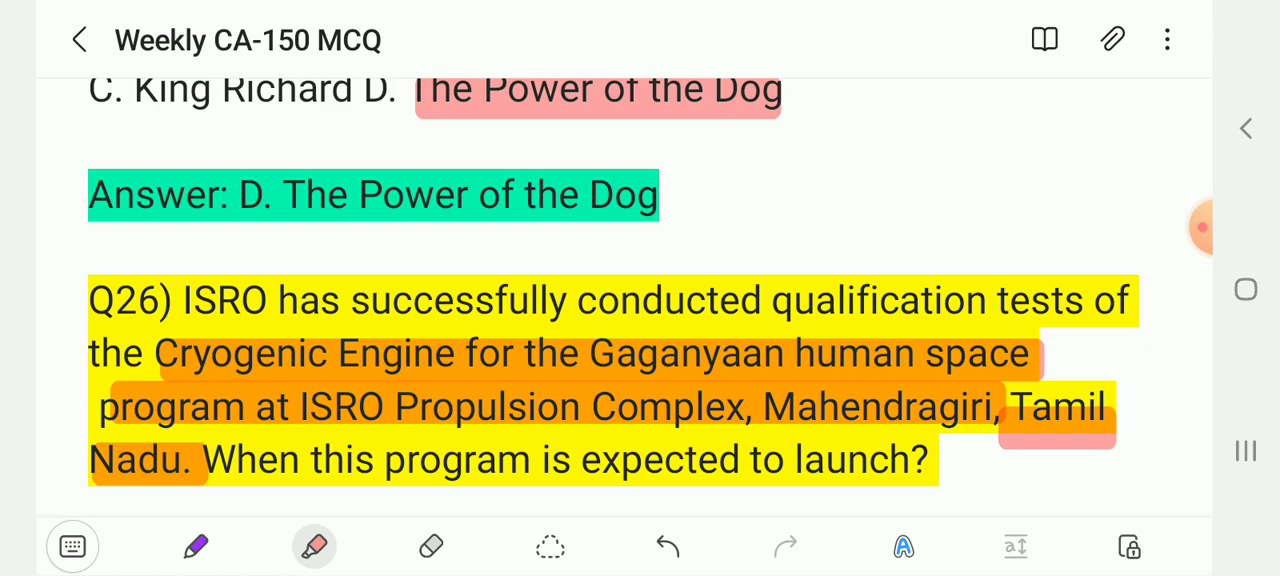 Weekly CA-150 MCQ
C. King Richard D. The Power of the Dog
Answer: D. The Power of the Dog
Q26) ISRO has successfully conducted qualification tests of
the Cryogenic Engine for the Gaganyaan human space
program at ISRO Propulsion Complex, Mahendragiri, Tamil
Nadu. When this program is expected to launch?